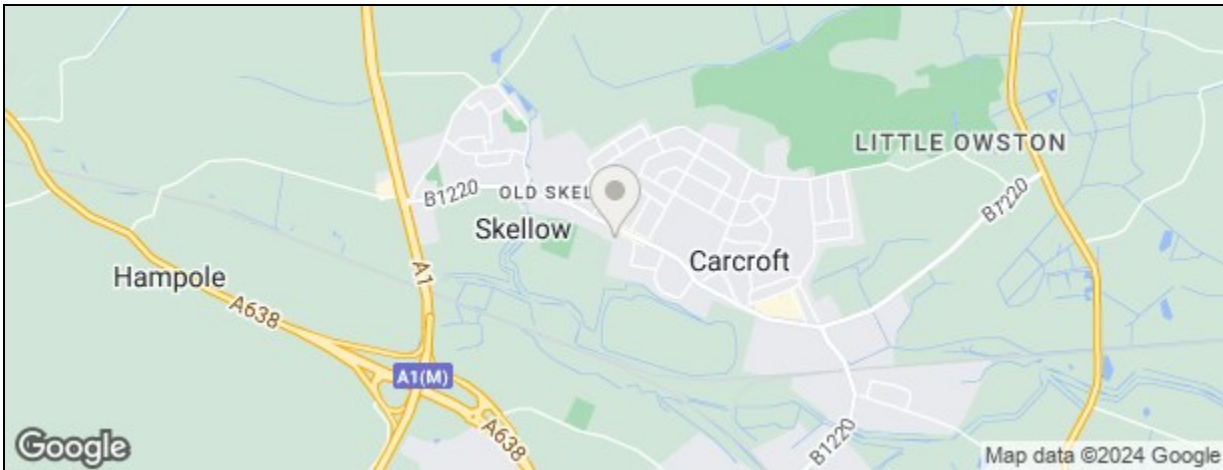 LITTLE OWSTON
B1220
OLD SKEL
B1220
Skellow
Carcroft
Hampole
A1
A638
A1(M)
A638
B1220
Google
Map data ©2024 Google